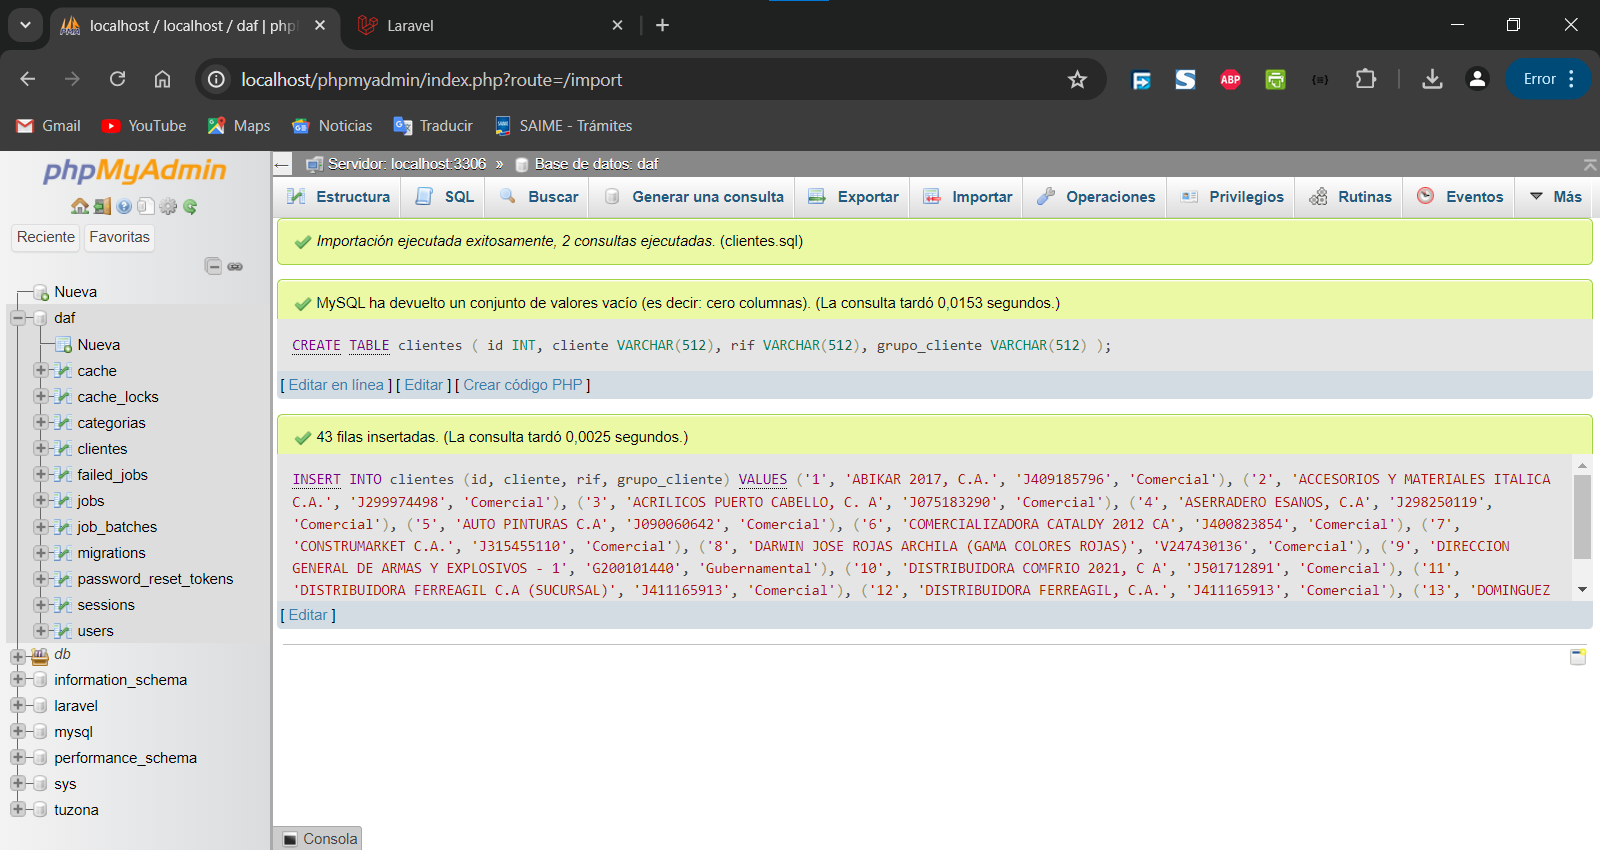 localhost / localhost / daf | php
Laravel
localhost/phpmyadmin/index.php?route=/import
ABP
Error
Gmail
YouTube
Maps
Noticias
Traducir
SAIME - Trámites
phpMyAdmin
Reciente
Favoritas
Nueva
daf
Nueva
cache
cache_locks
categorias
clientes
failed_jobs
jobs
job_batches
migrations
password_reset_tokens
sessions
users
db
information_schema
laravel
mysql
performance_schema
sys
tuzona
Servidor: localhost:3306 » Base de datos: daf
Estructura
SQL
Buscar
Generar una consulta
Exportar
Importar
Operaciones
Privilegios
Rutinas
Eventos
Más
Importación ejecutada exitosamente, 2 consultas ejecutadas. (clientes.sql)
MySQL ha devuelto un conjunto de valores vacío (es decir: cero columnas). (La consulta tardó 0,0153 segundos.)
CREATE TABLE clientes ( id INT, cliente VARCHAR(512), rif VARCHAR(512), grupo_cliente VARCHAR(512) );
[ Editar en línea ] [ Editar ] [ Crear código PHP ]
43 filas insertadas. (La consulta tardó 0,0025 segundos.)
INSERT INTO clientes (id, cliente, rif, grupo_cliente) VALUES ('1', 'ABIKAR 2017, C.A.', 'J409185796', 'Comercial'), ('2', 'ACCESORIOS Y MATERIALES ITALICA
C.A.', 'J299974498', 'Comercial'), ('3', 'ACRILICOS PUERTO CABELLO, C. A', 'J075183290', 'Comercial'), ('4', 'ASERRADERO ESANOS, C.A', 'J298250119',
'Comercial'), ('5', 'AUTO PINTURAS C.A', 'J090060642', 'Comercial'), ('6', 'COMERCIALIZADORA CATALDY 2012 CA', 'J400823854', 'Comercial'), ('7',
'CONSTRUMARKET C.A.', 'J315455110', 'Comercial'), ('8', 'DARWIN JOSE ROJAS ARCHILA (GAMA COLORES ROJAS)', 'V247430136', 'Comercial'), ('9', 'DIRECCION
GENERAL DE ARMAS Y EXPLOSIVOS - 1', 'G200101440', 'Gubernamental'), ('10', 'DISTRIBUIDORA COMFRIO 2021, C A', 'J501712891', 'Comercial'), ('11',
'DISTRIBUIDORA FERREAGIL C.A (SUCURSAL)', 'J411165913', 'Comercial'), ('12', 'DISTRIBUIDORA FERREAGIL, C.A.', 'J411165913', 'Comercial'), ('13', 'DOMINGUEZ
[ Editar ]
Consola